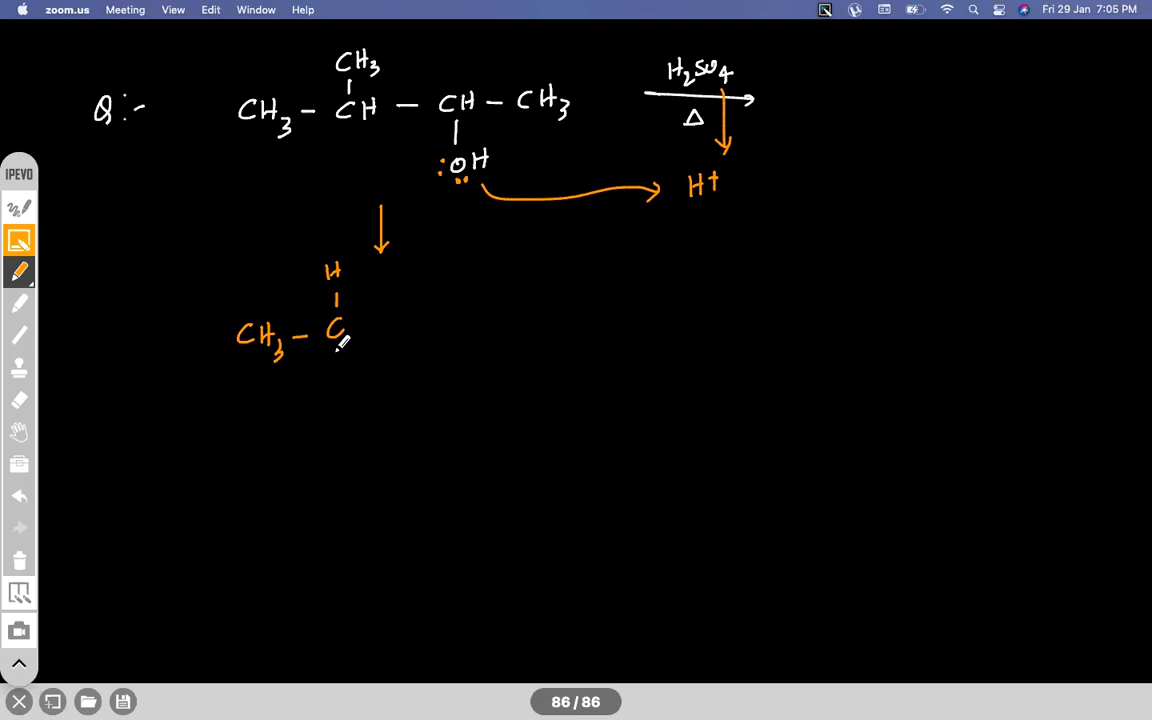 zoom.us Meeting View Edit Window Help Fri 29 Jan 7:05 PM
CH3
H2SO4
Q:- CH3 - CH - CH - CH3
Δ
:OH
H+
IPEVO
H
CH3 - C
86 / 86